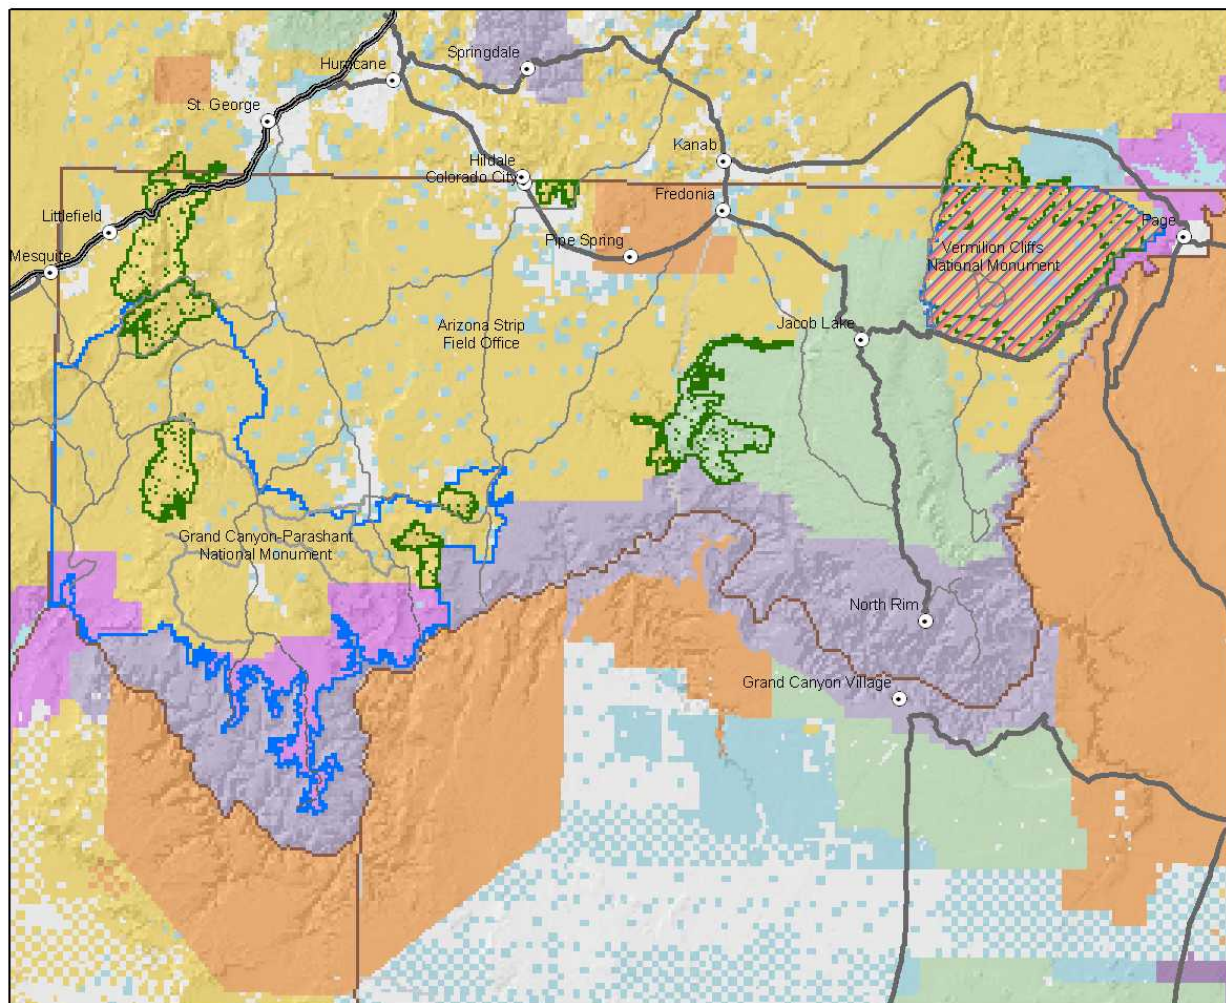 Springdale
Hurricane
St. George
Kanab
Hildale
Colorado City
Fredonia
Littlefield
Page
Pipe Spring
Mesquite
Vermilion Cliffs
National Monument
Jacob Lake
Arizona Strip
Field Office
Grand Canyon-Parashant
National Monument
North Rim
Grand Canyon Village